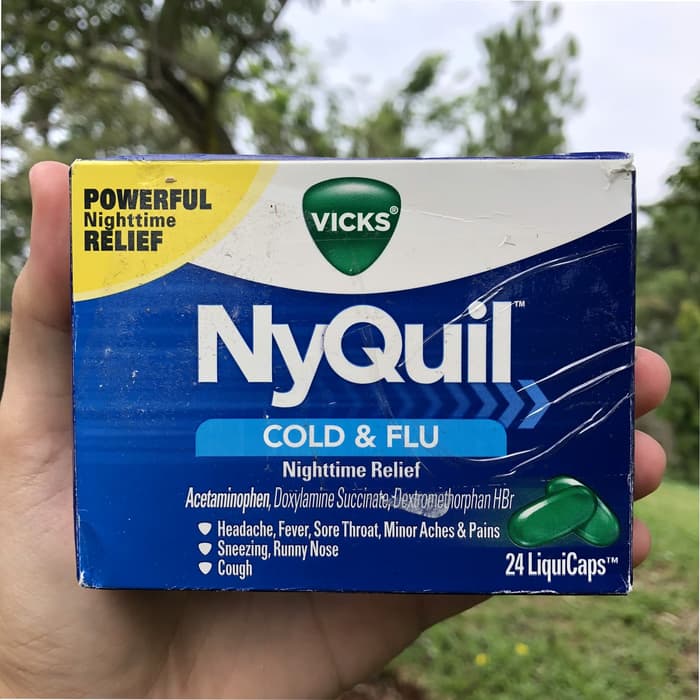 POWERFUL
Nighttime
RELIEF
VICKS®
NyQuil™
COLD & FLU
Nighttime Relief
Acetaminophen, Doxylamine Succinate, Dextromethorphan HBr
Headache, Fever, Sore Throat, Minor Aches & Pains
Sneezing, Runny Nose
Cough
24 LiquiCaps™